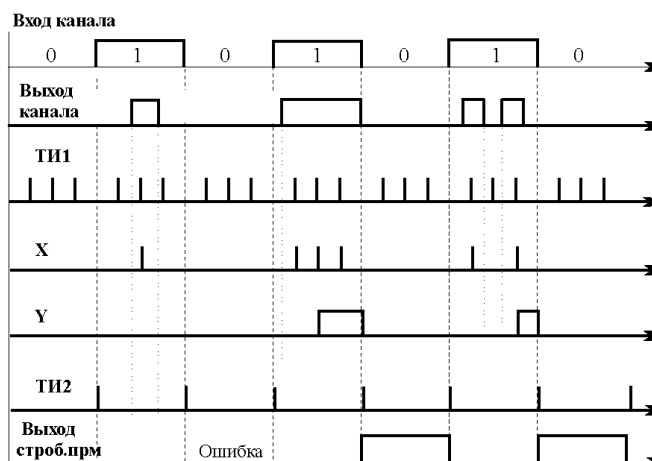 Вход канала
0 1 0 1 0 1 0
Выход
канала
ТИ1
X
Y
ТИ2
Выход
строб.прм
Ошибка